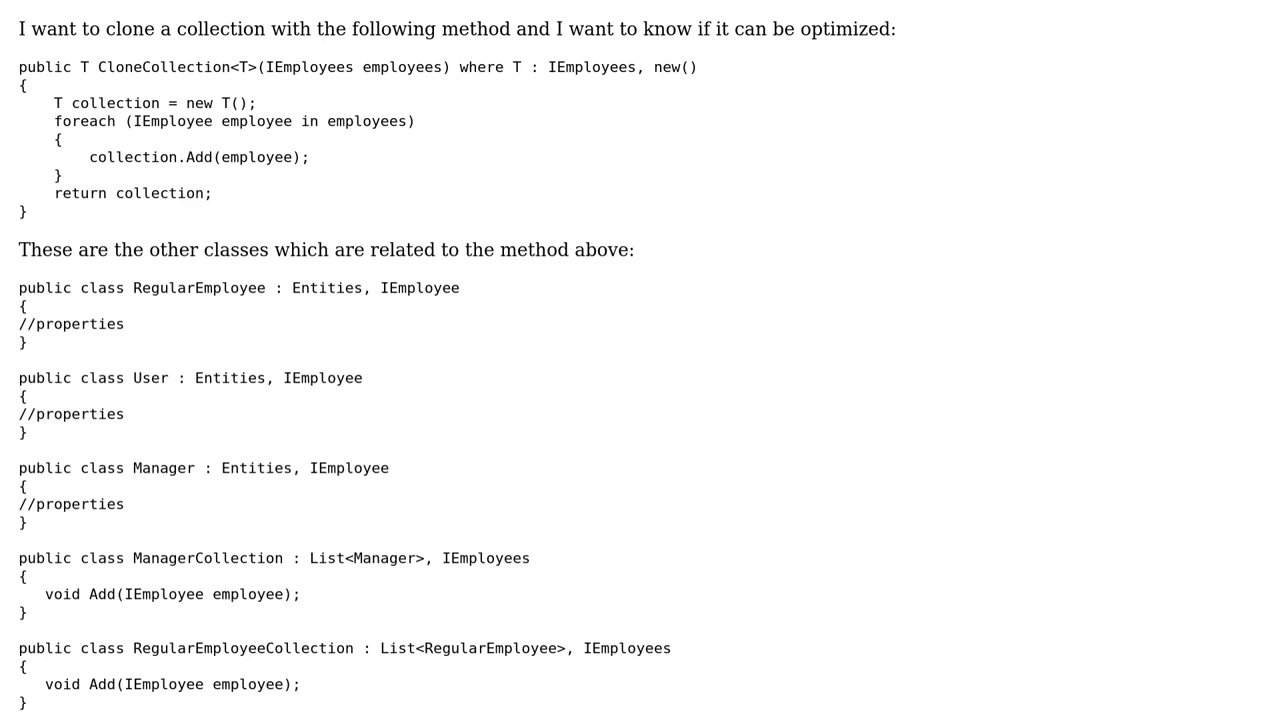 I want to clone a collection with the following method and I want to know if it can be optimized:
public T CloneCollection<T>(IEmployees employees) where T : IEmployees, new()
{
    T collection = new T();
    foreach (IEmployee employee in employees)
    {
        collection.Add(employee);
    }
    return collection;
}
These are the other classes which are related to the method above:
public class RegularEmployee : Entities, IEmployee
{
//properties
}
public class User : Entities, IEmployee
{
//properties
}
public class Manager : Entities, IEmployee
{
//properties
}
public class ManagerCollection : List<Manager>, IEmployees
{
   void Add(IEmployee employee);
}
public class RegularEmployeeCollection : List<RegularEmployee>, IEmployees
{
   void Add(IEmployee employee);
}